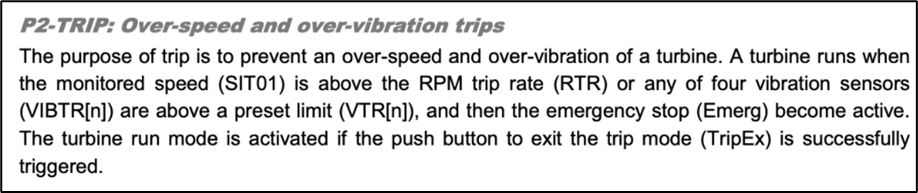 P2-TRIP: Over-speed and over-vibration trips
The purpose of trip is to prevent an over-speed and over-vibration of a turbine. A turbine runs when
the monitored speed (SIT01) is above the RPM trip rate (RTR) or any of four vibration sensors
(VIBTR[n]) are above a preset limit (VTR[n]), and then the emergency stop (Emerg) become active.
The turbine run mode is activated if the push button to exit the trip mode (TripEx) is successfully
triggered.